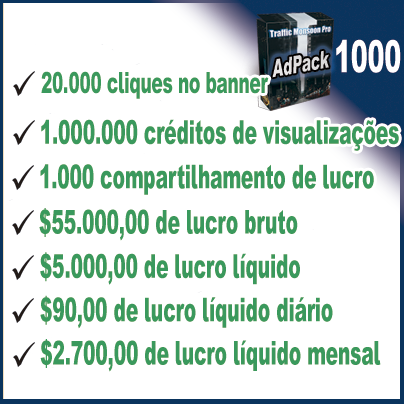 Traffic Monsoon Pro
AdPack 1000
20.000 cliques no banner
1.000.000 créditos de visualizações
1.000 compartilhamento de lucro
$55.000,00 de lucro bruto
$5.000,00 de lucro líquido
$90,00 de lucro líquido diário
$2.700,00 de lucro líquido mensal